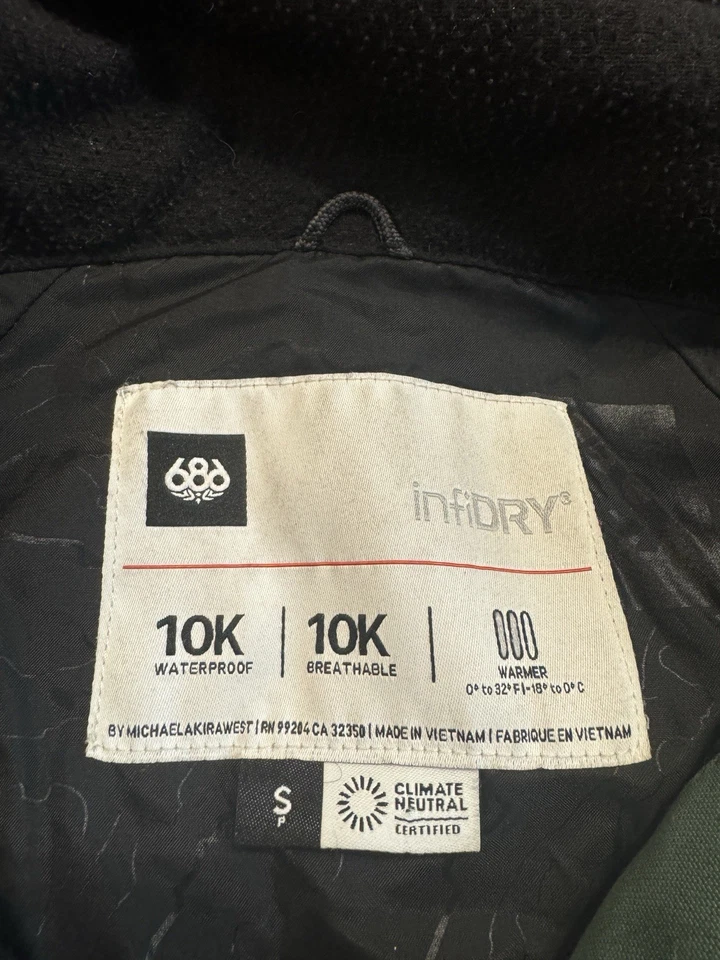 686
infiDRY®
10K
WATERPROOF
10K
BREATHABLE
WARMER
0° to 32° F | -18° to 0° C
BY MICHAELAKIRAWEST | RN 99204 CA 32350 | MADE IN VIETNAM | FABRIQUE EN VIETNAM
S
P
CLIMATE
NEUTRAL
CERTIFIED